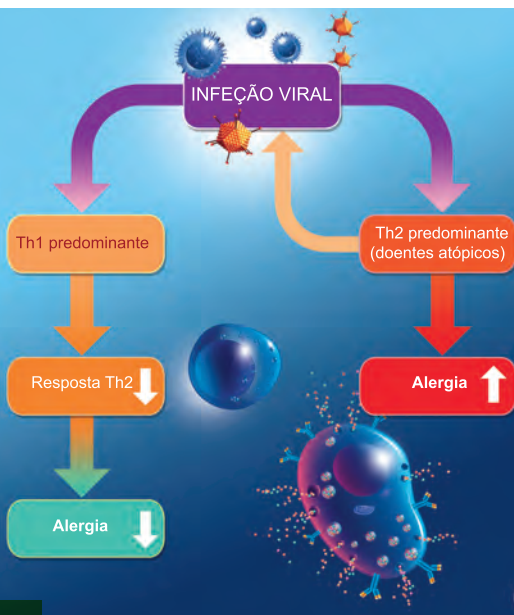 INFEÇÃO VIRAL
Th1 predominante
Th2 predominante
(doentes atópicos)
Resposta Th2
Alergia
Alergia